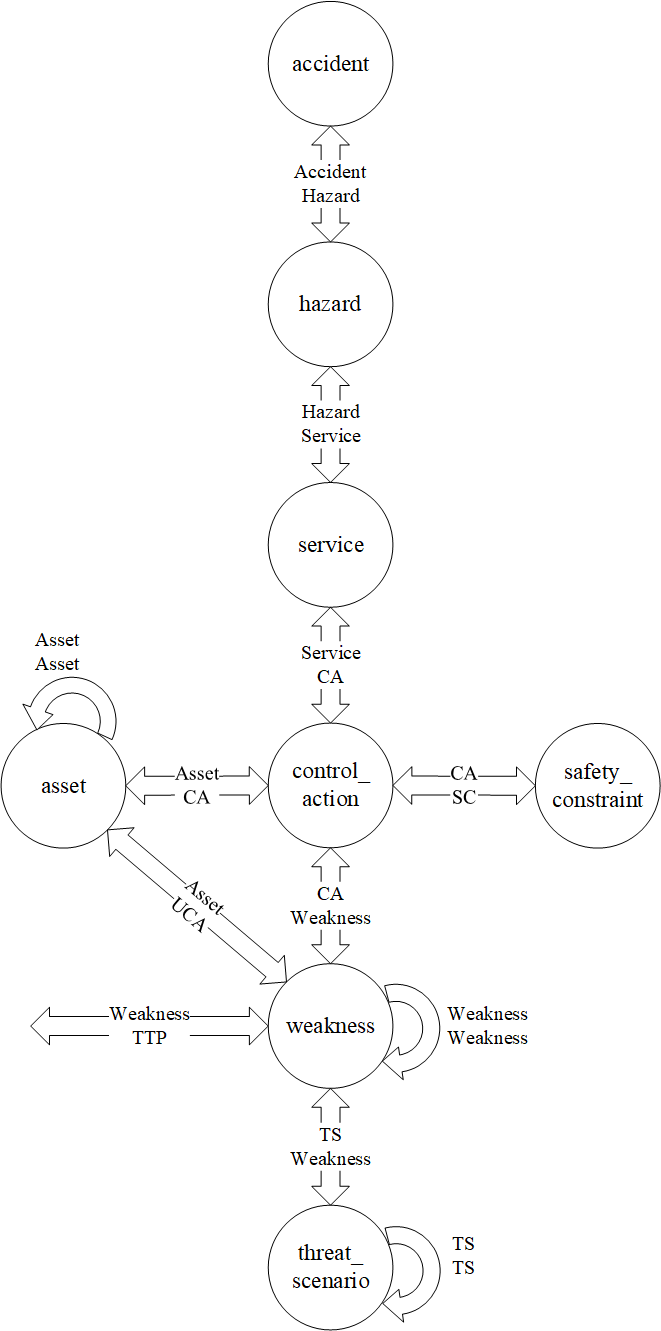 accident
Accident
Hazard
hazard
Hazard
Service
service
Service
CA
Asset
Asset
asset
Asset
CA
control_
action
CA
SC
safety_
constraint
Asset
UCA
CA
Weakness
Weakness
TTP
weakness
Weakness
Weakness
TS
Weakness
threat_
scenario
TS
TS